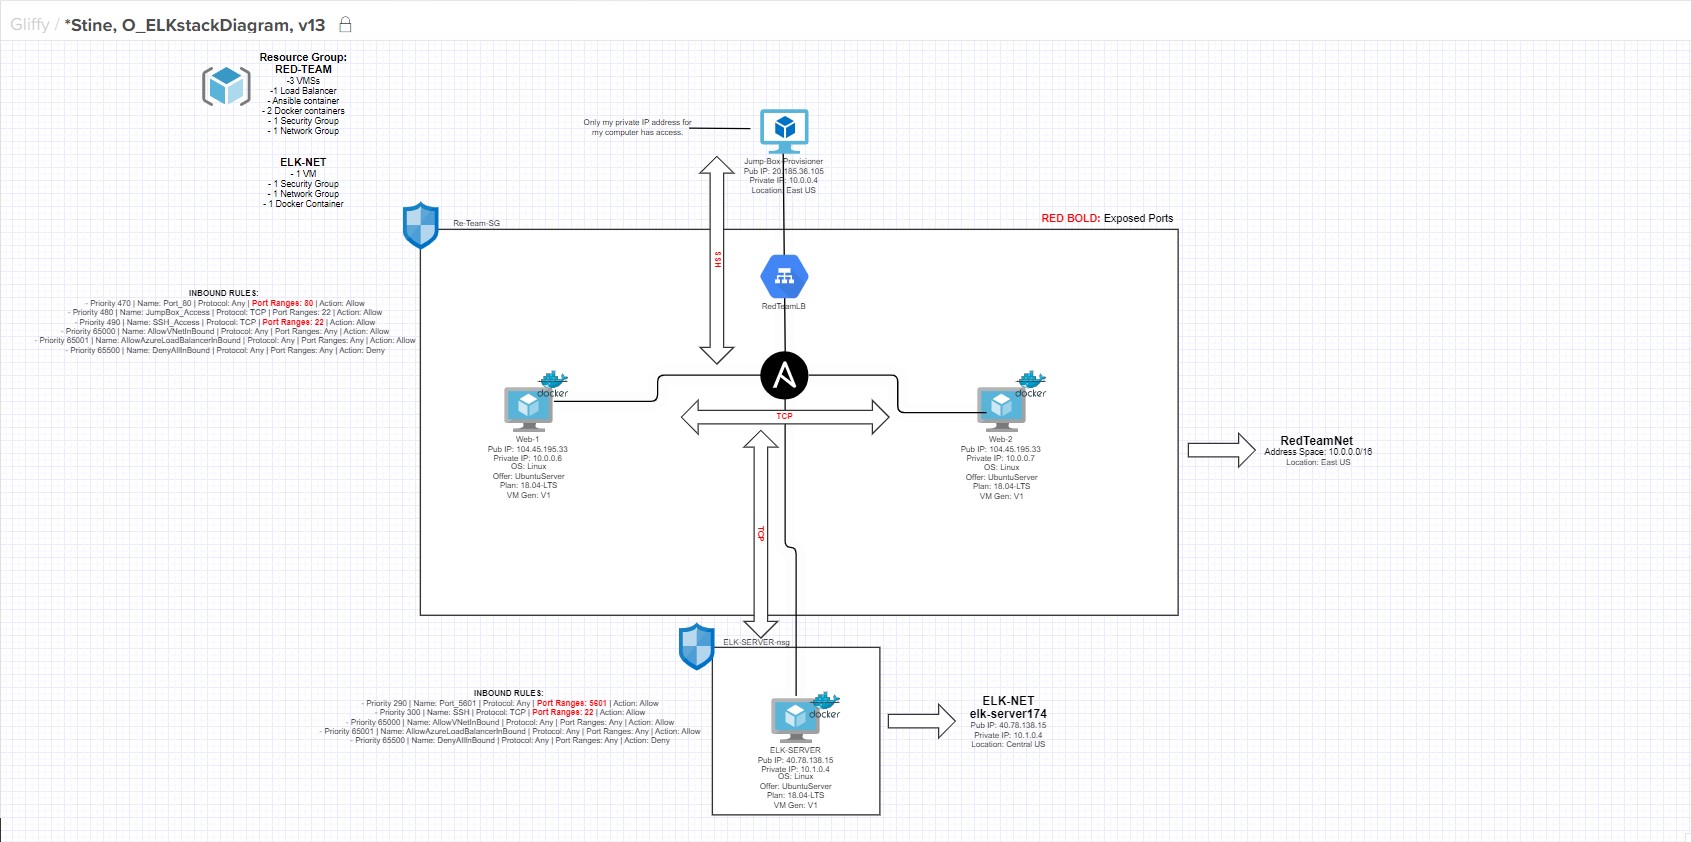 Gliffy / *Stine, O_ELKstackDiagram, v13
Resource Group:
RED-TEAM
-3 VMSs
-1 Load Balancer
- Ansible container
- 2 Docker containers
- 1 Security Group
- 1 Network Group
ELK-NET
- 1 VM
- 1 Security Group
- 1 Network Group
- 1 Docker Container
Only my private IP address for
my computer has access.
Jump-Box-Provisioner
Pub IP: 20.185.36.105
Private IP: 10.0.0.4
Location: East US
Re-Team-SG
RED BOLD: Exposed Ports
SSH
RedTeamLB
INBOUND RULES:
- Priority 470 | Name: Port_80 | Protocol: Any | Port Ranges: 80 | Action: Allow
- Priority 480 | Name: JumpBox_Access | Protocol: TCP | Port Ranges: 22 | Action: Allow
- Priority 490 | Name: SSH_Access | Protocol: TCP | Port Ranges: 22 | Action: Allow
- Priority 65000 | Name: AllowVNetInBound | Protocol: Any | Port Ranges: Any | Action: Allow
- Priority 65001 | Name: AllowAzureLoadBalancerInBound | Protocol: Any | Port Ranges: Any | Action: Allow
- Priority 65500 | Name: DenyAllInBound | Protocol: Any | Port Ranges: Any | Action: Deny
A
docker
Web-1
Pub IP: 104.45.195.33
Private IP: 10.0.0.6
OS: Linux
Offer: UbuntuServer
Plan: 18.04-LTS
VM Gen: V1
TCP
docker
Web-2
Pub IP: 104.45.195.33
Private IP: 10.0.0.7
OS: Linux
Offer: UbuntuServer
Plan: 18.04-LTS
VM Gen: V1
RedTeamNet
Address Space: 10.0.0.0/16
Location: East US
TCP
ELK-SERVER-nsg
INBOUND RULES:
- Priority 290 | Name: Port_5601 | Protocol: Any | Port Ranges: 5601 | Action: Allow
- Priority 300 | Name: SSH | Protocol: TCP | Port Ranges: 22 | Action: Allow
- Priority 65000 | Name: AllowVNetInBound | Protocol: Any | Port Ranges: Any | Action: Allow
- Priority 65001 | Name: AllowAzureLoadBalancerInBound | Protocol: Any | Port Ranges: Any | Action: Allow
- Priority 65500 | Name: DenyAllInBound | Protocol: Any | Port Ranges: Any | Action: Deny
docker
ELK-SERVER
Pub IP: 40.78.138.15
Private IP: 10.1.0.4
OS: Linux
Offer: UbuntuServer
Plan: 18.04-LTS
VM Gen: V1
ELK-NET
elk-server174
Pub IP: 40.78.138.15
Private IP: 10.1.0.4
Location: Central US